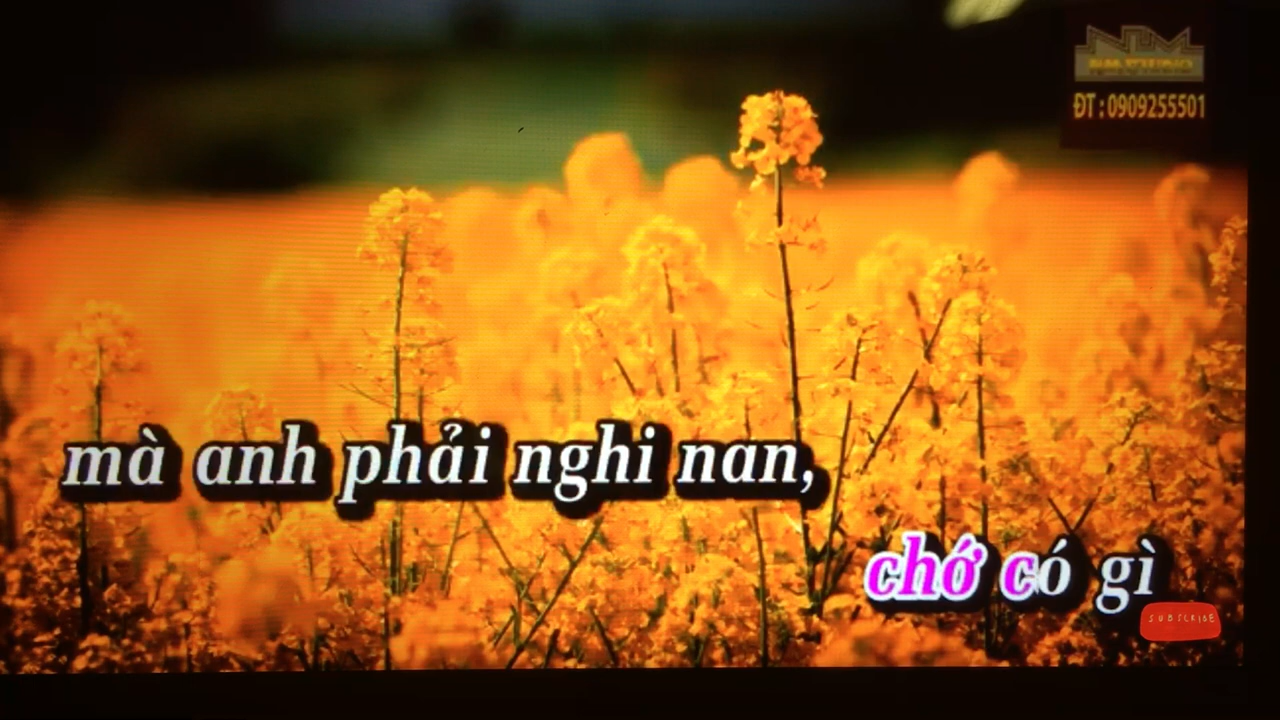 ĐT : 0909255501
mà anh phải nghi nan,
chớ có gì
SUBSCRIBE